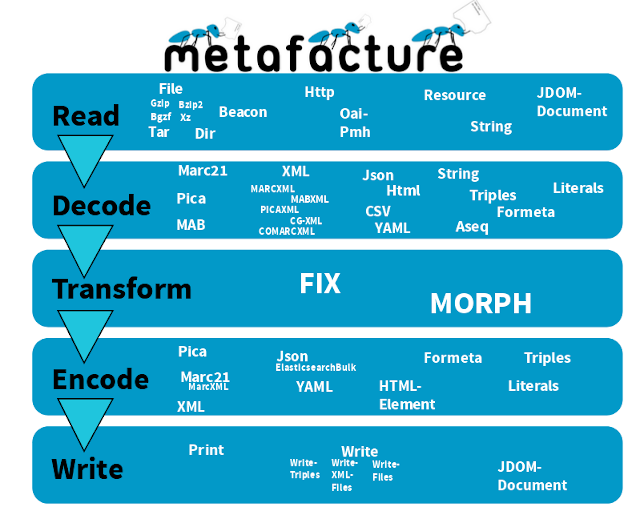 metafacture
Read
File
Gzip Bzip2
Bgzf Xz
Tar Dir
Beacon
Http
Oai-
Pmh
Resource
String
JDOM-
Document
Decode
Marc21
Pica
MAB
XML
MARCXML
MABXML
PICAXML
CG-XML
COMARCXML
Json
Html
CSV
YAML
String
Triples
Formeta
Aseq
Literals
Transform
FIX
MORPH
Encode
Pica
Marc21
MarcXML
XML
Json
ElasticsearchBulk
YAML
HTML-
Element
Formeta
Triples
Literals
Write
Print
Write
Write-
Triples
Write-
XML-
Files
Write-
Files
JDOM-
Document